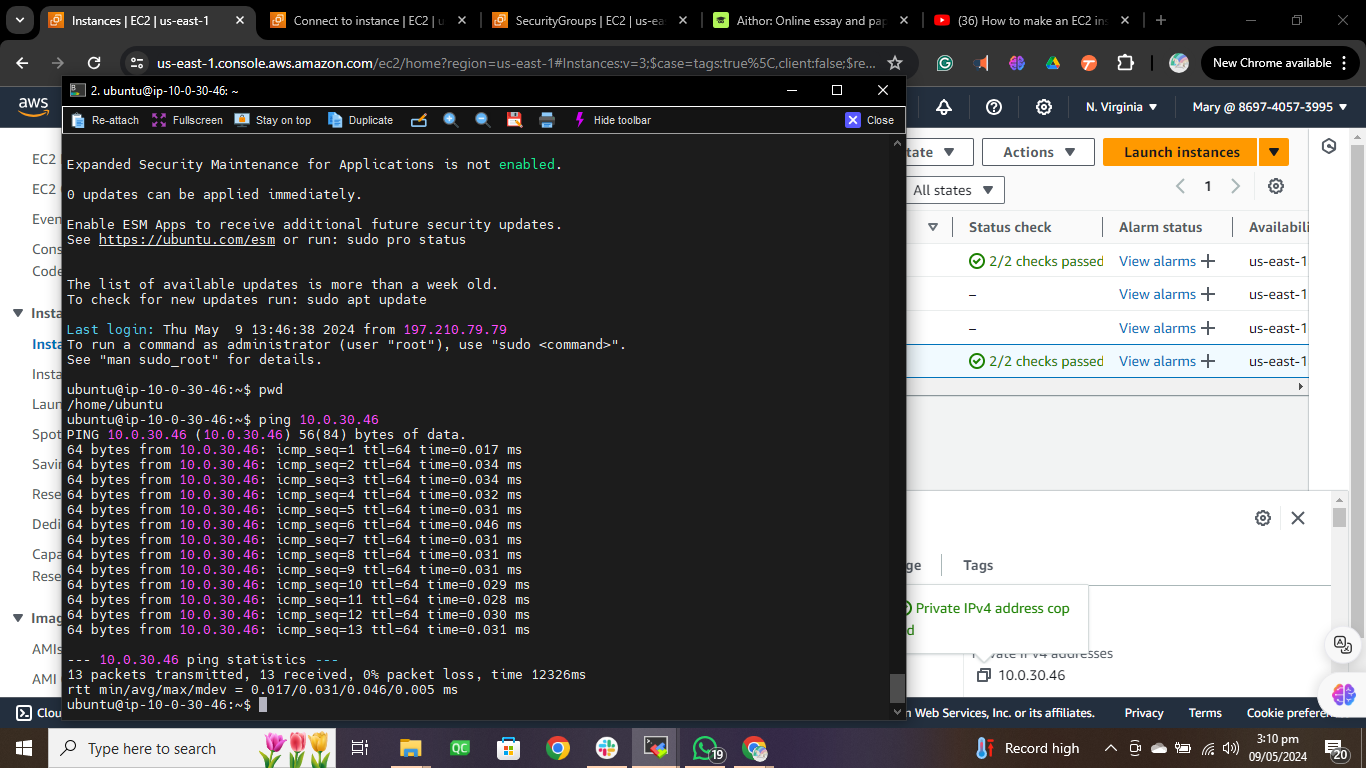 Instances | EC2 | us-east-1
Connect to instance | EC2 | u
SecurityGroups | EC2 | us-ea
Aithor: Online essay and pap
(36) How to make an EC2 in
us-east-1.console.aws.amazon.com/ec2/home?region=us-east-1#Instances:v=3;$case=tags:true%5C,client:false;$re...
New Chrome available
2. ubuntu@ip-10-0-30-46: ~
aws
N. Virginia
Mary @ 8697-4057-3995
Re-attach
Fullscreen
Stay on top
Duplicate
Hide toolbar
Close
Expanded Security Maintenance for Applications is not enabled.
0 updates can be applied immediately.
Enable ESM Apps to receive additional future security updates.
See https://ubuntu.com/esm or run: sudo pro status
The list of available updates is more than a week old.
To check for new updates run: sudo apt update
Last login: Thu May  9 13:46:38 2024 from 197.210.79.79
To run a command as administrator (user "root"), use "sudo <command>".
See "man sudo_root" for details.
ubuntu@ip-10-0-30-46:~$ pwd
/home/ubuntu
ubuntu@ip-10-0-30-46:~$ ping 10.0.30.46
PING 10.0.30.46 (10.0.30.46) 56(84) bytes of data.
64 bytes from 10.0.30.46: icmp_seq=1 ttl=64 time=0.017 ms
64 bytes from 10.0.30.46: icmp_seq=2 ttl=64 time=0.034 ms
64 bytes from 10.0.30.46: icmp_seq=3 ttl=64 time=0.034 ms
64 bytes from 10.0.30.46: icmp_seq=4 ttl=64 time=0.032 ms
64 bytes from 10.0.30.46: icmp_seq=5 ttl=64 time=0.031 ms
64 bytes from 10.0.30.46: icmp_seq=6 ttl=64 time=0.046 ms
64 bytes from 10.0.30.46: icmp_seq=7 ttl=64 time=0.031 ms
64 bytes from 10.0.30.46: icmp_seq=8 ttl=64 time=0.031 ms
64 bytes from 10.0.30.46: icmp_seq=9 ttl=64 time=0.031 ms
64 bytes from 10.0.30.46: icmp_seq=10 ttl=64 time=0.029 ms
64 bytes from 10.0.30.46: icmp_seq=11 ttl=64 time=0.028 ms
64 bytes from 10.0.30.46: icmp_seq=12 ttl=64 time=0.030 ms
64 bytes from 10.0.30.46: icmp_seq=13 ttl=64 time=0.031 ms
--- 10.0.30.46 ping statistics ---
13 packets transmitted, 13 received, 0% packet loss, time 12326ms
rtt min/avg/max/mdev = 0.017/0.031/0.046/0.005 ms
ubuntu@ip-10-0-30-46:~$
EC2
EC2
Even
Cons
Code
Insta
Insta
Insta
Laun
Spot
Savi
Rese
Dedi
Capa
Rese
Imag
AMIs
AMI
tate
Actions
Launch instances
All states
1
Status check
Alarm status
Availabili
2/2 checks passed
View alarms
us-east-1
–
View alarms
us-east-1
–
View alarms
us-east-1
2/2 checks passed
View alarms
us-east-1
ge
Tags
Private IPv4 address cop
d
Private IPv4 addresses
10.0.30.46
Clou
n Web Services, Inc. or its affiliates.
Privacy
Terms
Cookie prefere
Type here to search
QC
19
Record high
3:10 pm
09/05/2024
20